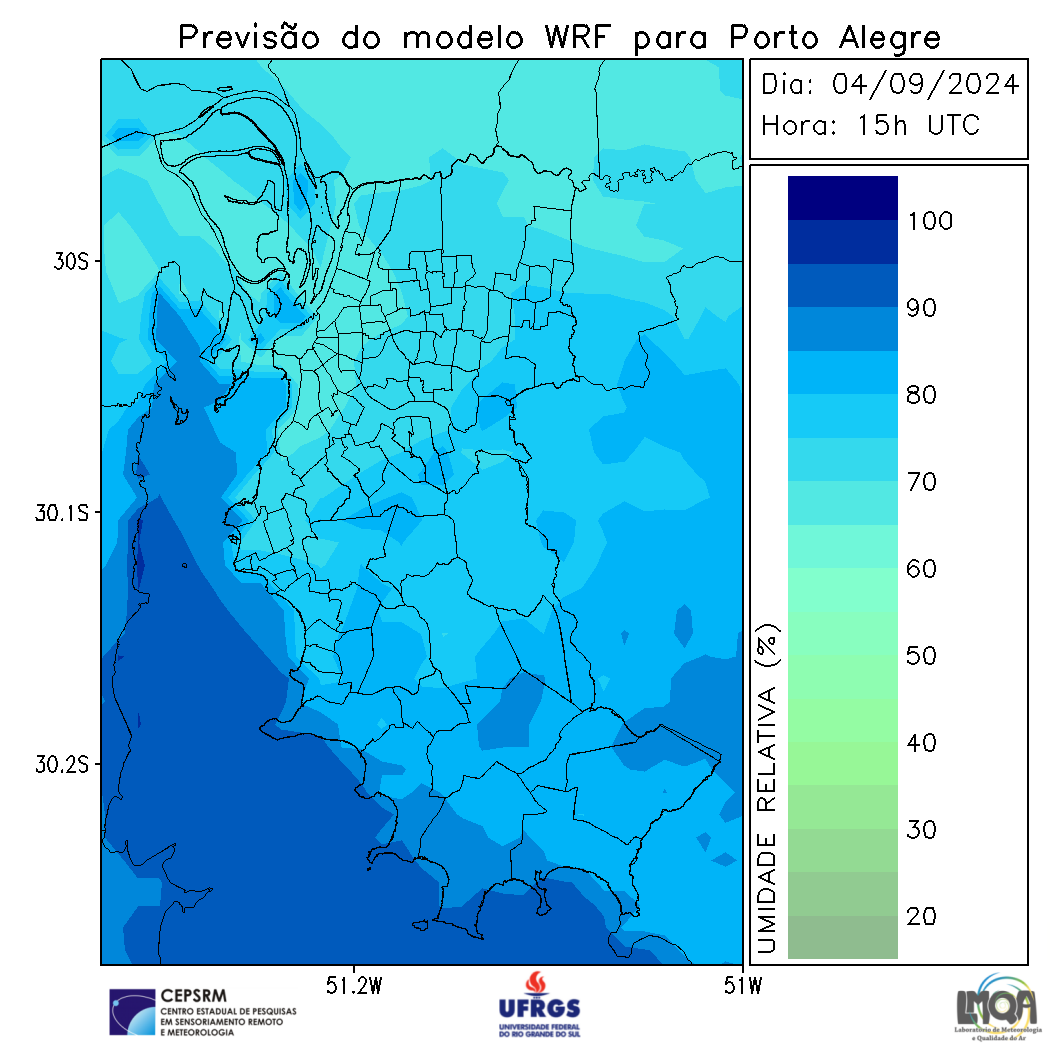 Previsão do modelo WRF para Porto Alegre
Dia: 04/09/2024
Hora: 15h UTC
100
90
80
70
60
50
40
30
20
UMIDADE RELATIVA (%)
30S
30.1S
30.2S
51.2W
51W
CEPSRM
CENTRO ESTADUAL DE PESQUISAS
EM SENSORIAMENTO REMOTO
E METEOROLOGIA
UFRGS
UNIVERSIDADE FEDERAL
DO RIO GRANDE DO SUL
LMQA
Laboratório de Meteorologia
e Qualidade do Ar